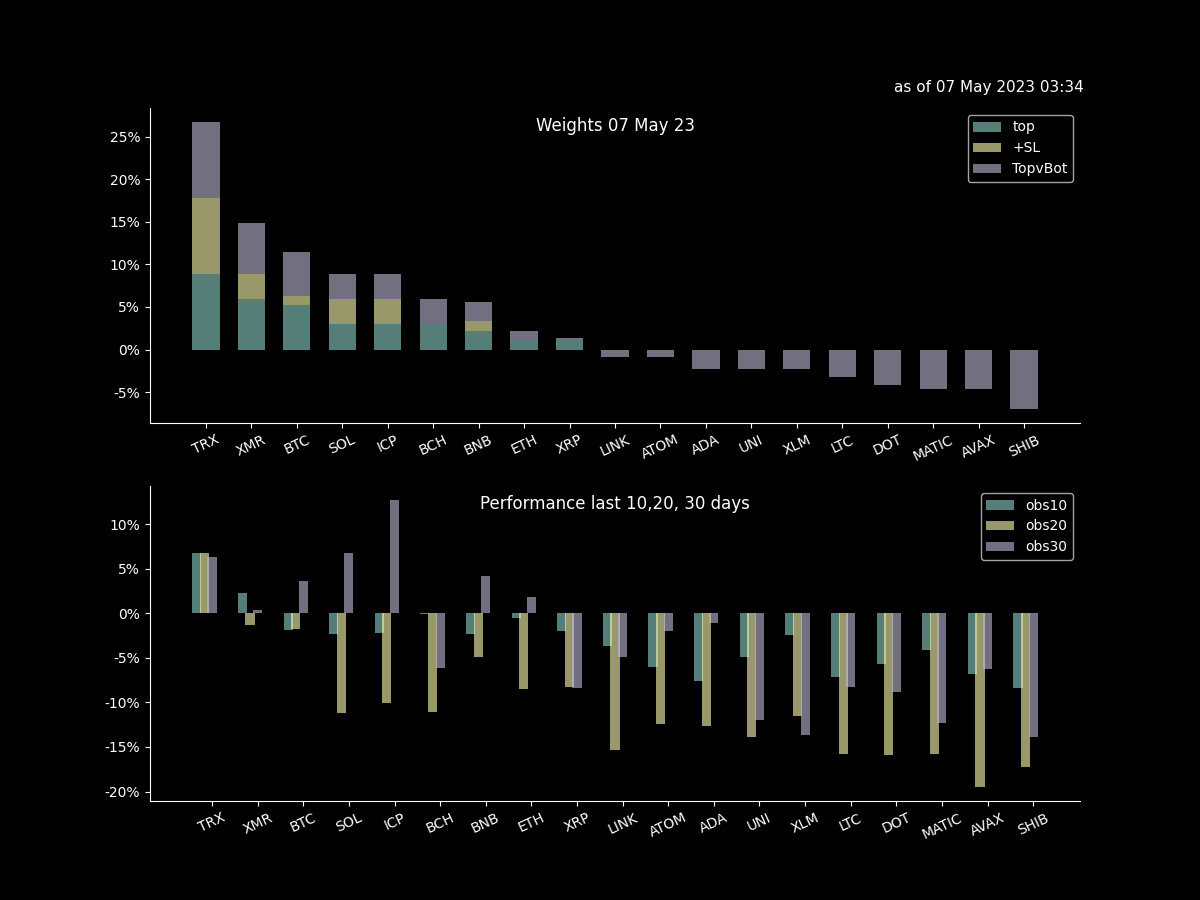 as of 07 May 2023 03:34
Weights 07 May 23
top
+SL
TopvBot
25%
20%
15%
10%
5%
0%
-5%
TRX XMR BTC SOL ICP BCH BNB ETH XRP LINK ATOM ADA UNI XLM LTC DOT MATIC AVAX SHIB
Performance last 10,20, 30 days
obs10
obs20
obs30
10%
5%
0%
-5%
-10%
-15%
-20%
TRX XMR BTC SOL ICP BCH BNB ETH XRP LINK ATOM ADA UNI XLM LTC DOT MATIC AVAX SHIB